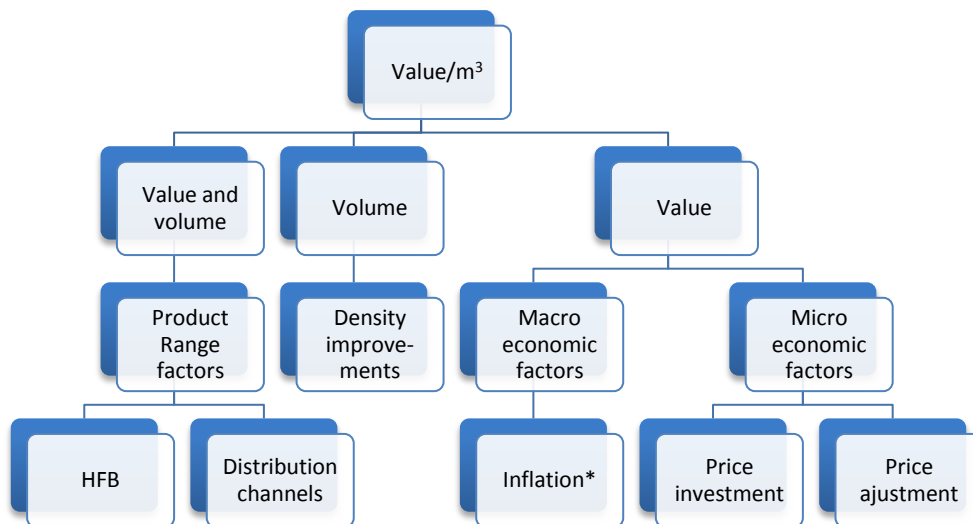 Value/m³
Value and
volume
Volume
Value
Product
Range
factors
Density
improve-
ments
Macro
economic
factors
Micro
economic
factors
HFB
Distribution
channels
Inflation*
Price
investment
Price
ajustment